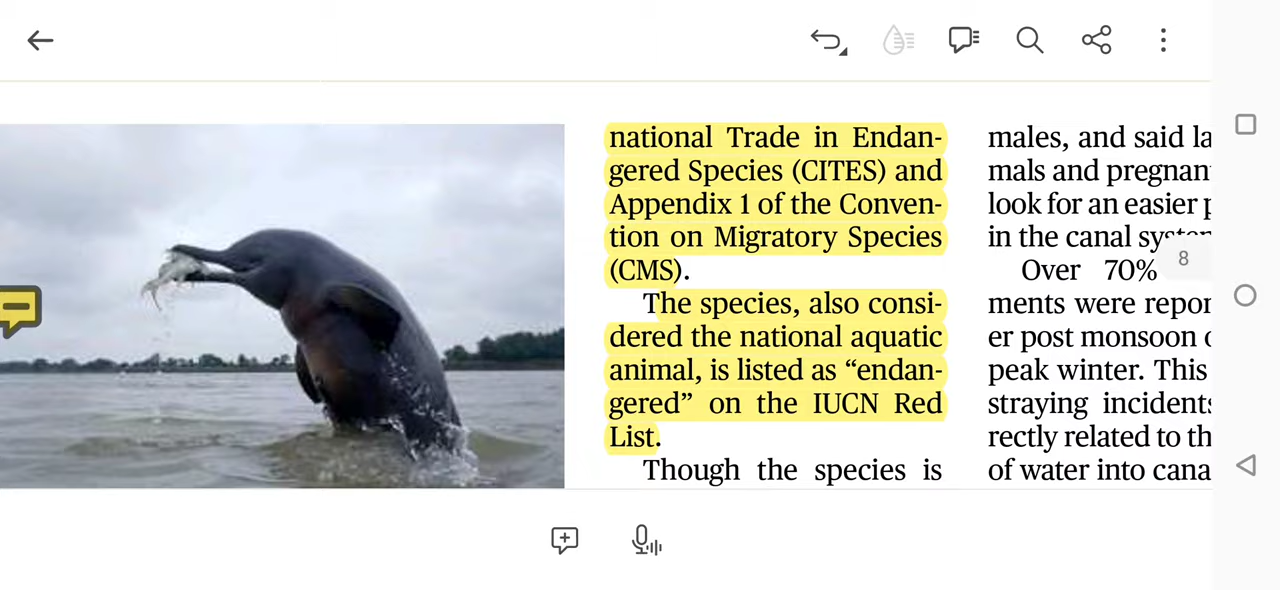 national Trade in Endan-
gered Species (CITES) and
Appendix 1 of the Conven-
tion on Migratory Species
(CMS).
The species, also consi-
dered the national aquatic
animal, is listed as “endan-
gered” on the IUCN Red
List.
Though the species is
males, and said la
mals and pregnan
look for an easier p
in the canal system
Over 70%
ments were repor
er post monsoon
peak winter. This
straying incidents
rectly related to th
of water into cana
8